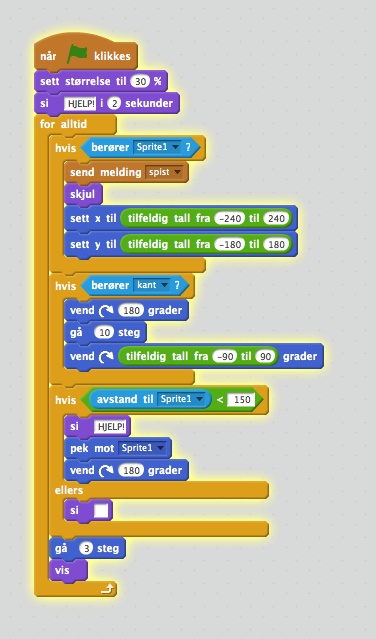 når klikkes
sett størrelse til 30 %
si HJELP! i 2 sekunder
for alltid
hvis berører Sprite1 ?
send melding spist
skjul
sett x til tilfeldig tall fra -240 til 240
sett y til tilfeldig tall fra -180 til 180
hvis berører kant ?
vend 180 grader
gå 10 steg
vend tilfeldig tall fra -90 til 90 grader
hvis avstand til Sprite1 < 150
si HJELP!
pek mot Sprite1
vend 180 grader
ellers
si
gå 3 steg
vis